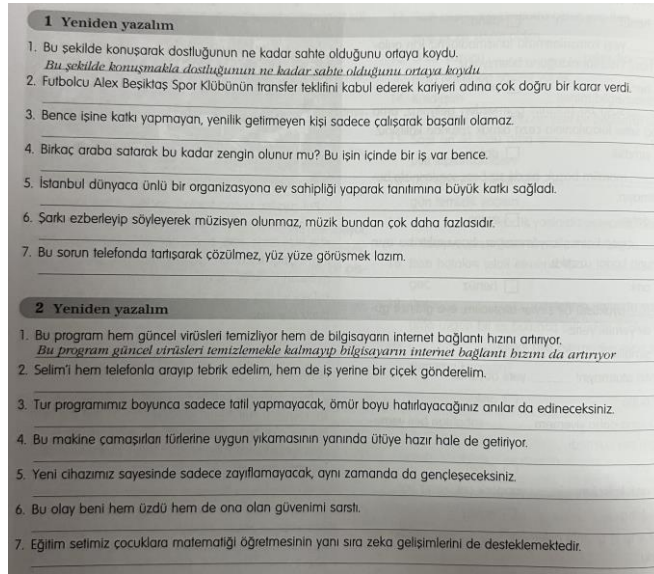 1 Yeniden yazalım
1. Bu şekilde konuşarak dostluğunun ne kadar sahte olduğunu ortaya koydu.
Bu şekilde konuşmakla dostluğunun ne kadar sahte olduğunu ortaya koydu
2. Futbolcu Alex Beşiktaş Spor Klübünün transfer teklifini kabul ederek kariyeri adına çok doğru bir karar verdi.
3. Bence işine katkı yapmayan, yenilik getirmeyen kişi sadece çalışarak başarılı olamaz.
4. Birkaç araba satarak bu kadar zengin olunur mu? Bu işin içinde bir iş var bence.
5. İstanbul dünyaca ünlü bir organizasyona ev sahipliği yaparak tanıtımına büyük katkı sağladı.
6. Şarkı ezberleyip söyleyerek müzisyen olunmaz, müzik bundan çok daha fazlasıdır.
7. Bu sorun telefonda tartışarak çözülmez, yüz yüze görüşmek lazım.
2 Yeniden yazalım
1. Bu program hem güncel virüsleri temizliyor hem de bilgisayarın internet bağlantı hızını artırıyor.
Bu program güncel virüsleri temizlemekle kalmayıp bilgisayarın internet bağlantı hızını da artırıyor
2. Selim'i hem telefonla arayıp tebrik edelim, hem de iş yerine bir çiçek gönderelim.
3. Tur programımız boyunca sadece tatil yapmayacak, ömür boyu hatırlayacağınız anılar da edineceksiniz.
4. Bu makine çamaşırları türlerine uygun yıkamasının yanında ütüye hazır hale de getiriyor.
5. Yeni cihazımız sayesinde sadece zayıflamayacak, aynı zamanda da gençleşeceksiniz.
6. Bu olay beni hem üzdü hem de ona olan güvenimi sarstı.
7. Eğitim setimiz çocuklara matematiği öğretmesinin yanı sıra zeka gelişimlerini de desteklemektedir.